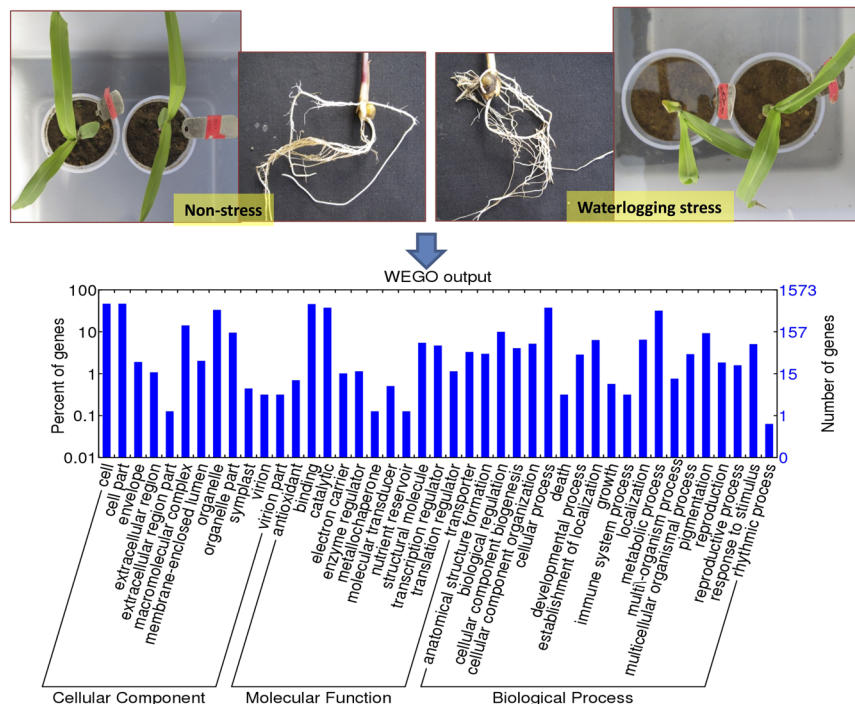 Non-stress
Waterlogging stress
WEGO output
Percent of genes
100
10
1
0.1
0.01
1573
157
15
1
0
Number of genes
cell
cell part
envelope
extracellular region
extracellular region part
macromolecular complex
membrane-enclosed lumen
organelle
organelle part
symplast
virion
virion part
antioxidant
binding
catalytic
electron carrier
enzyme regulator
metallochaperone
molecular transducer
nutrient reservoir
structural molecule
transcription regulator
translation regulator
transporter
anatomical structure formation
biological regulation
cellular component biogenesis
cellular component organization
cellular process
death
developmental process
establishment of localization
growth
immune system process
localization
metabolic process
multi\-organism process
multicellular organismal process
pigmentation
reproduction
reproductive process
response to stimulus
rhythmic process
Cellular Component
Molecular Function
Biological Process